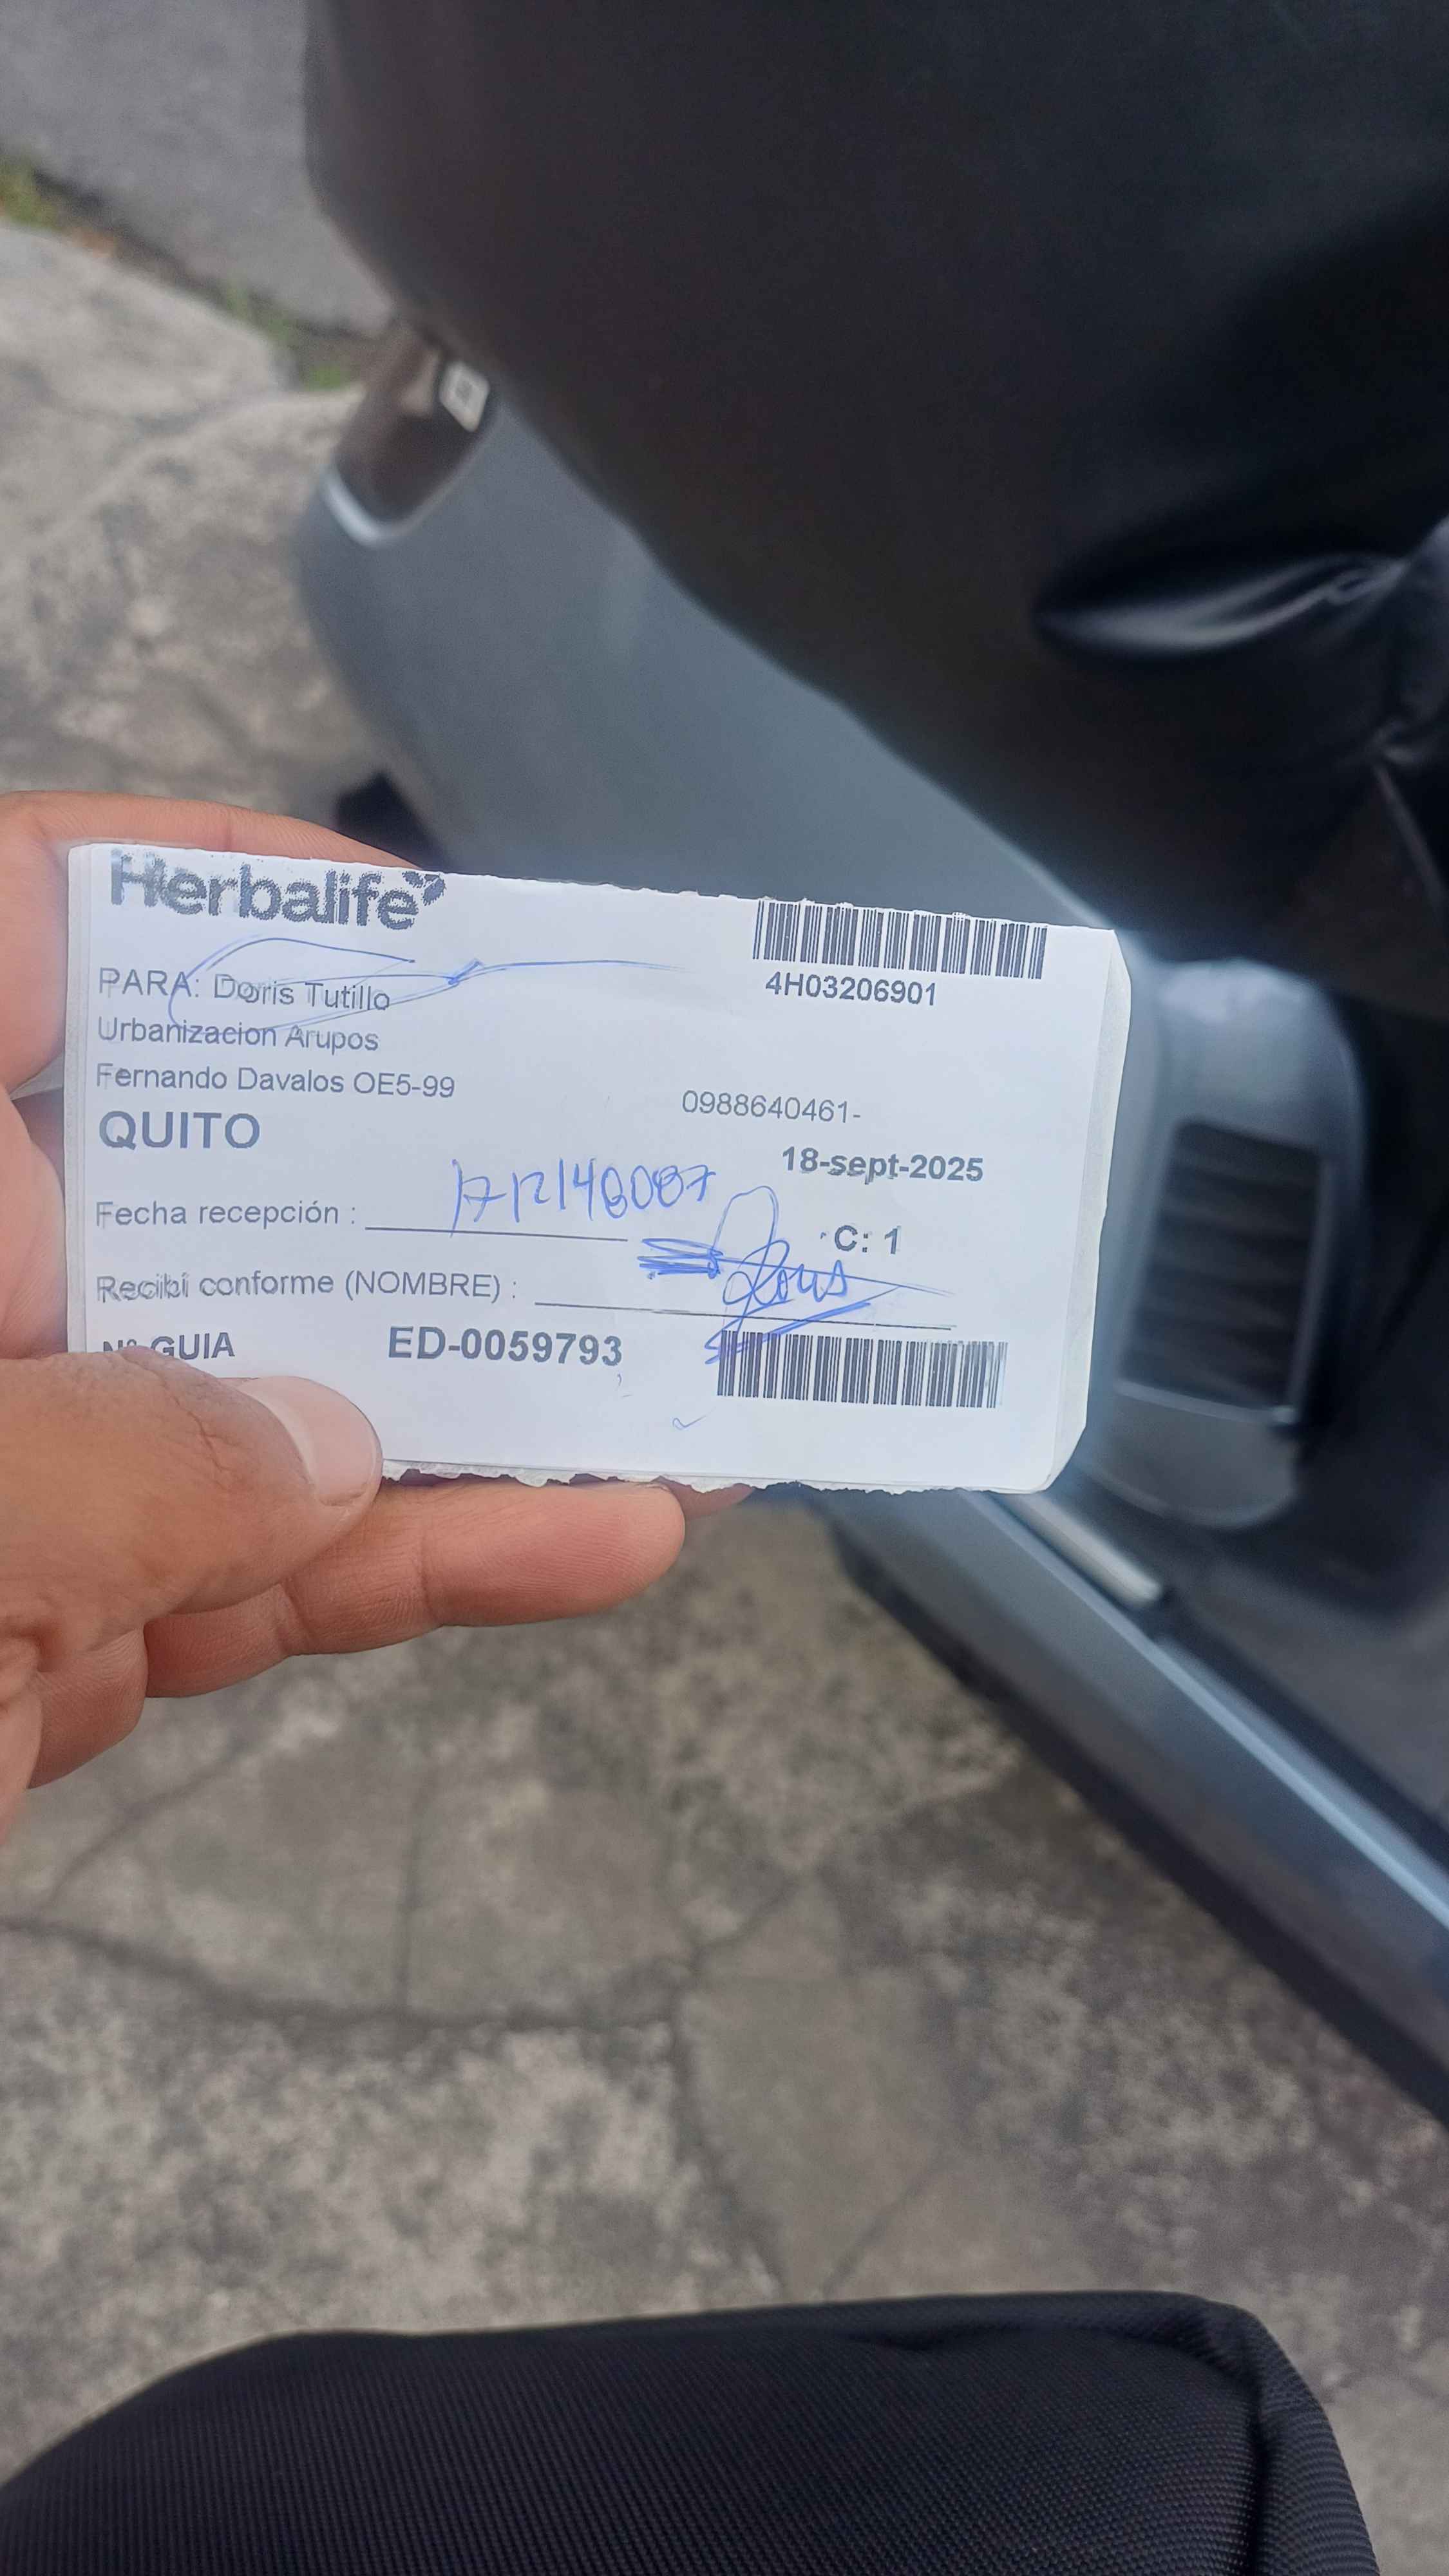 Herbalife
4H03206901
PARA: Doris Tutillo
Urbanizacion Arupos
Fernando Davalos OE5-99
0988640461-
QUITO
18-sept-2025
Fecha recepción :
C: 1
Recibí conforme (NOMBRE) :
Nº GUIA ED-0059793